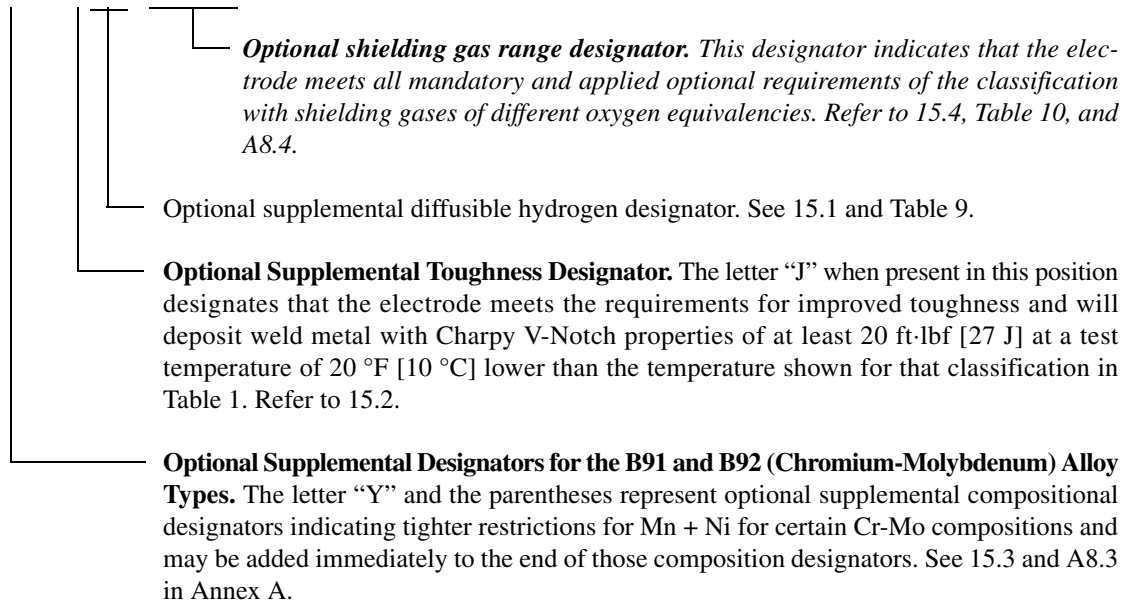 Optional shielding gas range designator. This designator indicates that the elec-
trode meets all mandatory and applied optional requirements of the classification
with shielding gases of different oxygen equivalencies. Refer to 15.4, Table 10, and
A8.4.
Optional supplemental diffusible hydrogen designator. See 15.1 and Table 9.
Optional Supplemental Toughness Designator. The letter “J” when present in this position
designates that the electrode meets the requirements for improved toughness and will
deposit weld metal with Charpy V-Notch properties of at least 20 ft·lbf [27 J] at a test
temperature of 20 °F [10 °C] lower than the temperature shown for that classification in
Table 1. Refer to 15.2.
Optional Supplemental Designators for the B91 and B92 (Chromium-Molybdenum) Alloy
Types. The letter “Y” and the parentheses represent optional supplemental compositional
designators indicating tighter restrictions for Mn + Ni for certain Cr-Mo compositions and
may be added immediately to the end of those composition designators. See 15.3 and A8.3
in Annex A.